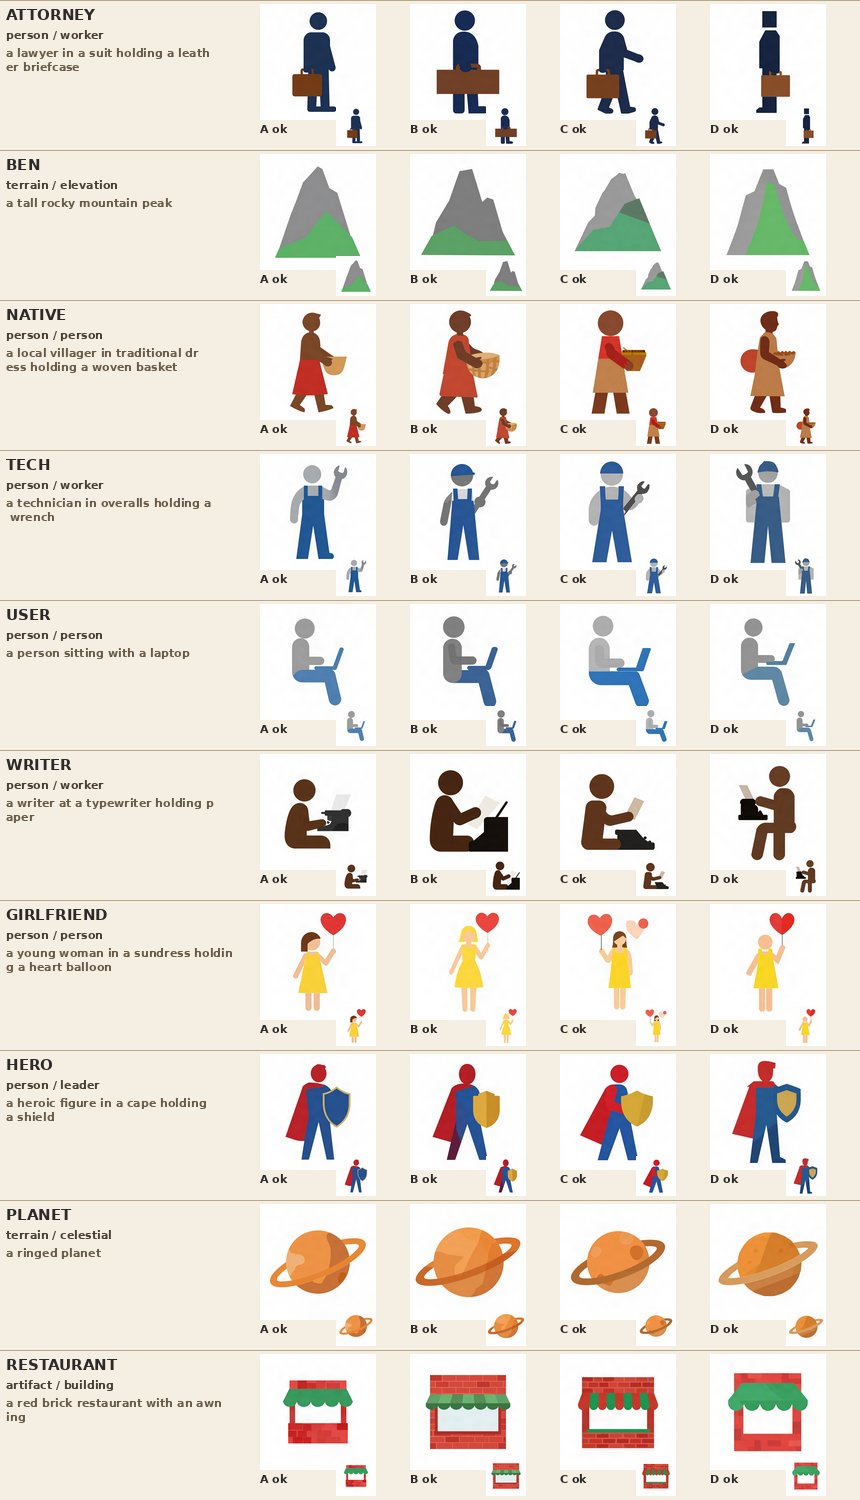 ATTORNEY
person / worker
a lawyer in a suit holding a leath
er briefcase
A ok
B ok
C ok
D ok
BEN
terrain / elevation
a tall rocky mountain peak
A ok
B ok
C ok
D ok
NATIVE
person / person
a local villager in traditional dr
ess holding a woven basket
A ok
B ok
C ok
D ok
TECH
person / worker
a technician in overalls holding a
wrench
A ok
B ok
C ok
D ok
USER
person / person
a person sitting with a laptop
A ok
B ok
C ok
D ok
WRITER
person / worker
a writer at a typewriter holding p
aper
A ok
B ok
C ok
D ok
GIRLFRIEND
person / person
a young woman in a sundress holdin
g a heart balloon
A ok
B ok
C ok
D ok
HERO
person / leader
a heroic figure in a cape holding
a shield
A ok
B ok
C ok
D ok
PLANET
terrain / celestial
a ringed planet
A ok
B ok
C ok
D ok
RESTAURANT
artifact / building
a red brick restaurant with an awn
ing
A ok
B ok
C ok
D ok